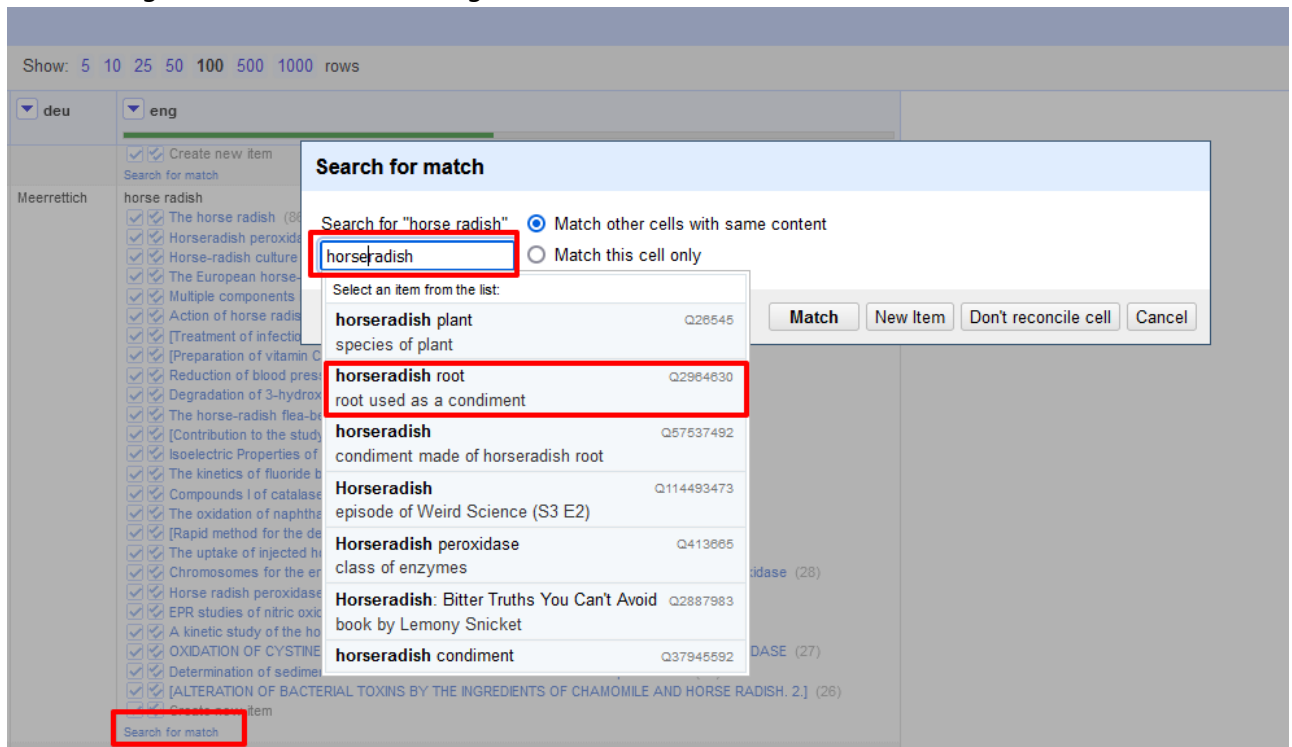 Show: 5 10 25 50 100 500 1000 rows
deu eng
Create new item
Search for match
Meerrettich horse radish
The horse radish (86
Horseradish peroxida
Horse-radish culture
The European horse-
Multiple components
Action of horse radis
[Treatment of infectio
[Preparation of vitamin C
Reduction of blood press
Degradation of 3-hydrox
The horse-radish flea-be
[Contribution to the study
Isoelectric Properties of
The kinetics of fluoride b
Compounds I of catalase
The oxidation of naphtha
[Rapid method for the de
The uptake of injected ho
Chromosomes for the en
xidase (28)
Horse radish peroxidase
EPR studies of nitric oxid
A kinetic study of the ho
OXIDATION OF CYSTINE
DASE (27)
Determination of sedimen
[ALTERATION OF BACTERIAL TOXINS BY THE INGREDIENTS OF CHAMOMILE AND HORSE RADISH. 2.] (26)
Create new item
Search for match
Search for match
Search for "horse radish" Match other cells with same content
horseradish Match this cell only
Select an item from the list:
horseradish plant Q26545
species of plant
horseradish root Q2964630
root used as a condiment
horseradish Q57537492
condiment made of horseradish root
Horseradish Q114493473
episode of Weird Science (S3 E2)
Horseradish peroxidase Q413665
class of enzymes
Horseradish: Bitter Truths You Can't Avoid Q2887983
book by Lemony Snicket
horseradish condiment Q37945592
Match New Item Don't reconcile cell Cancel